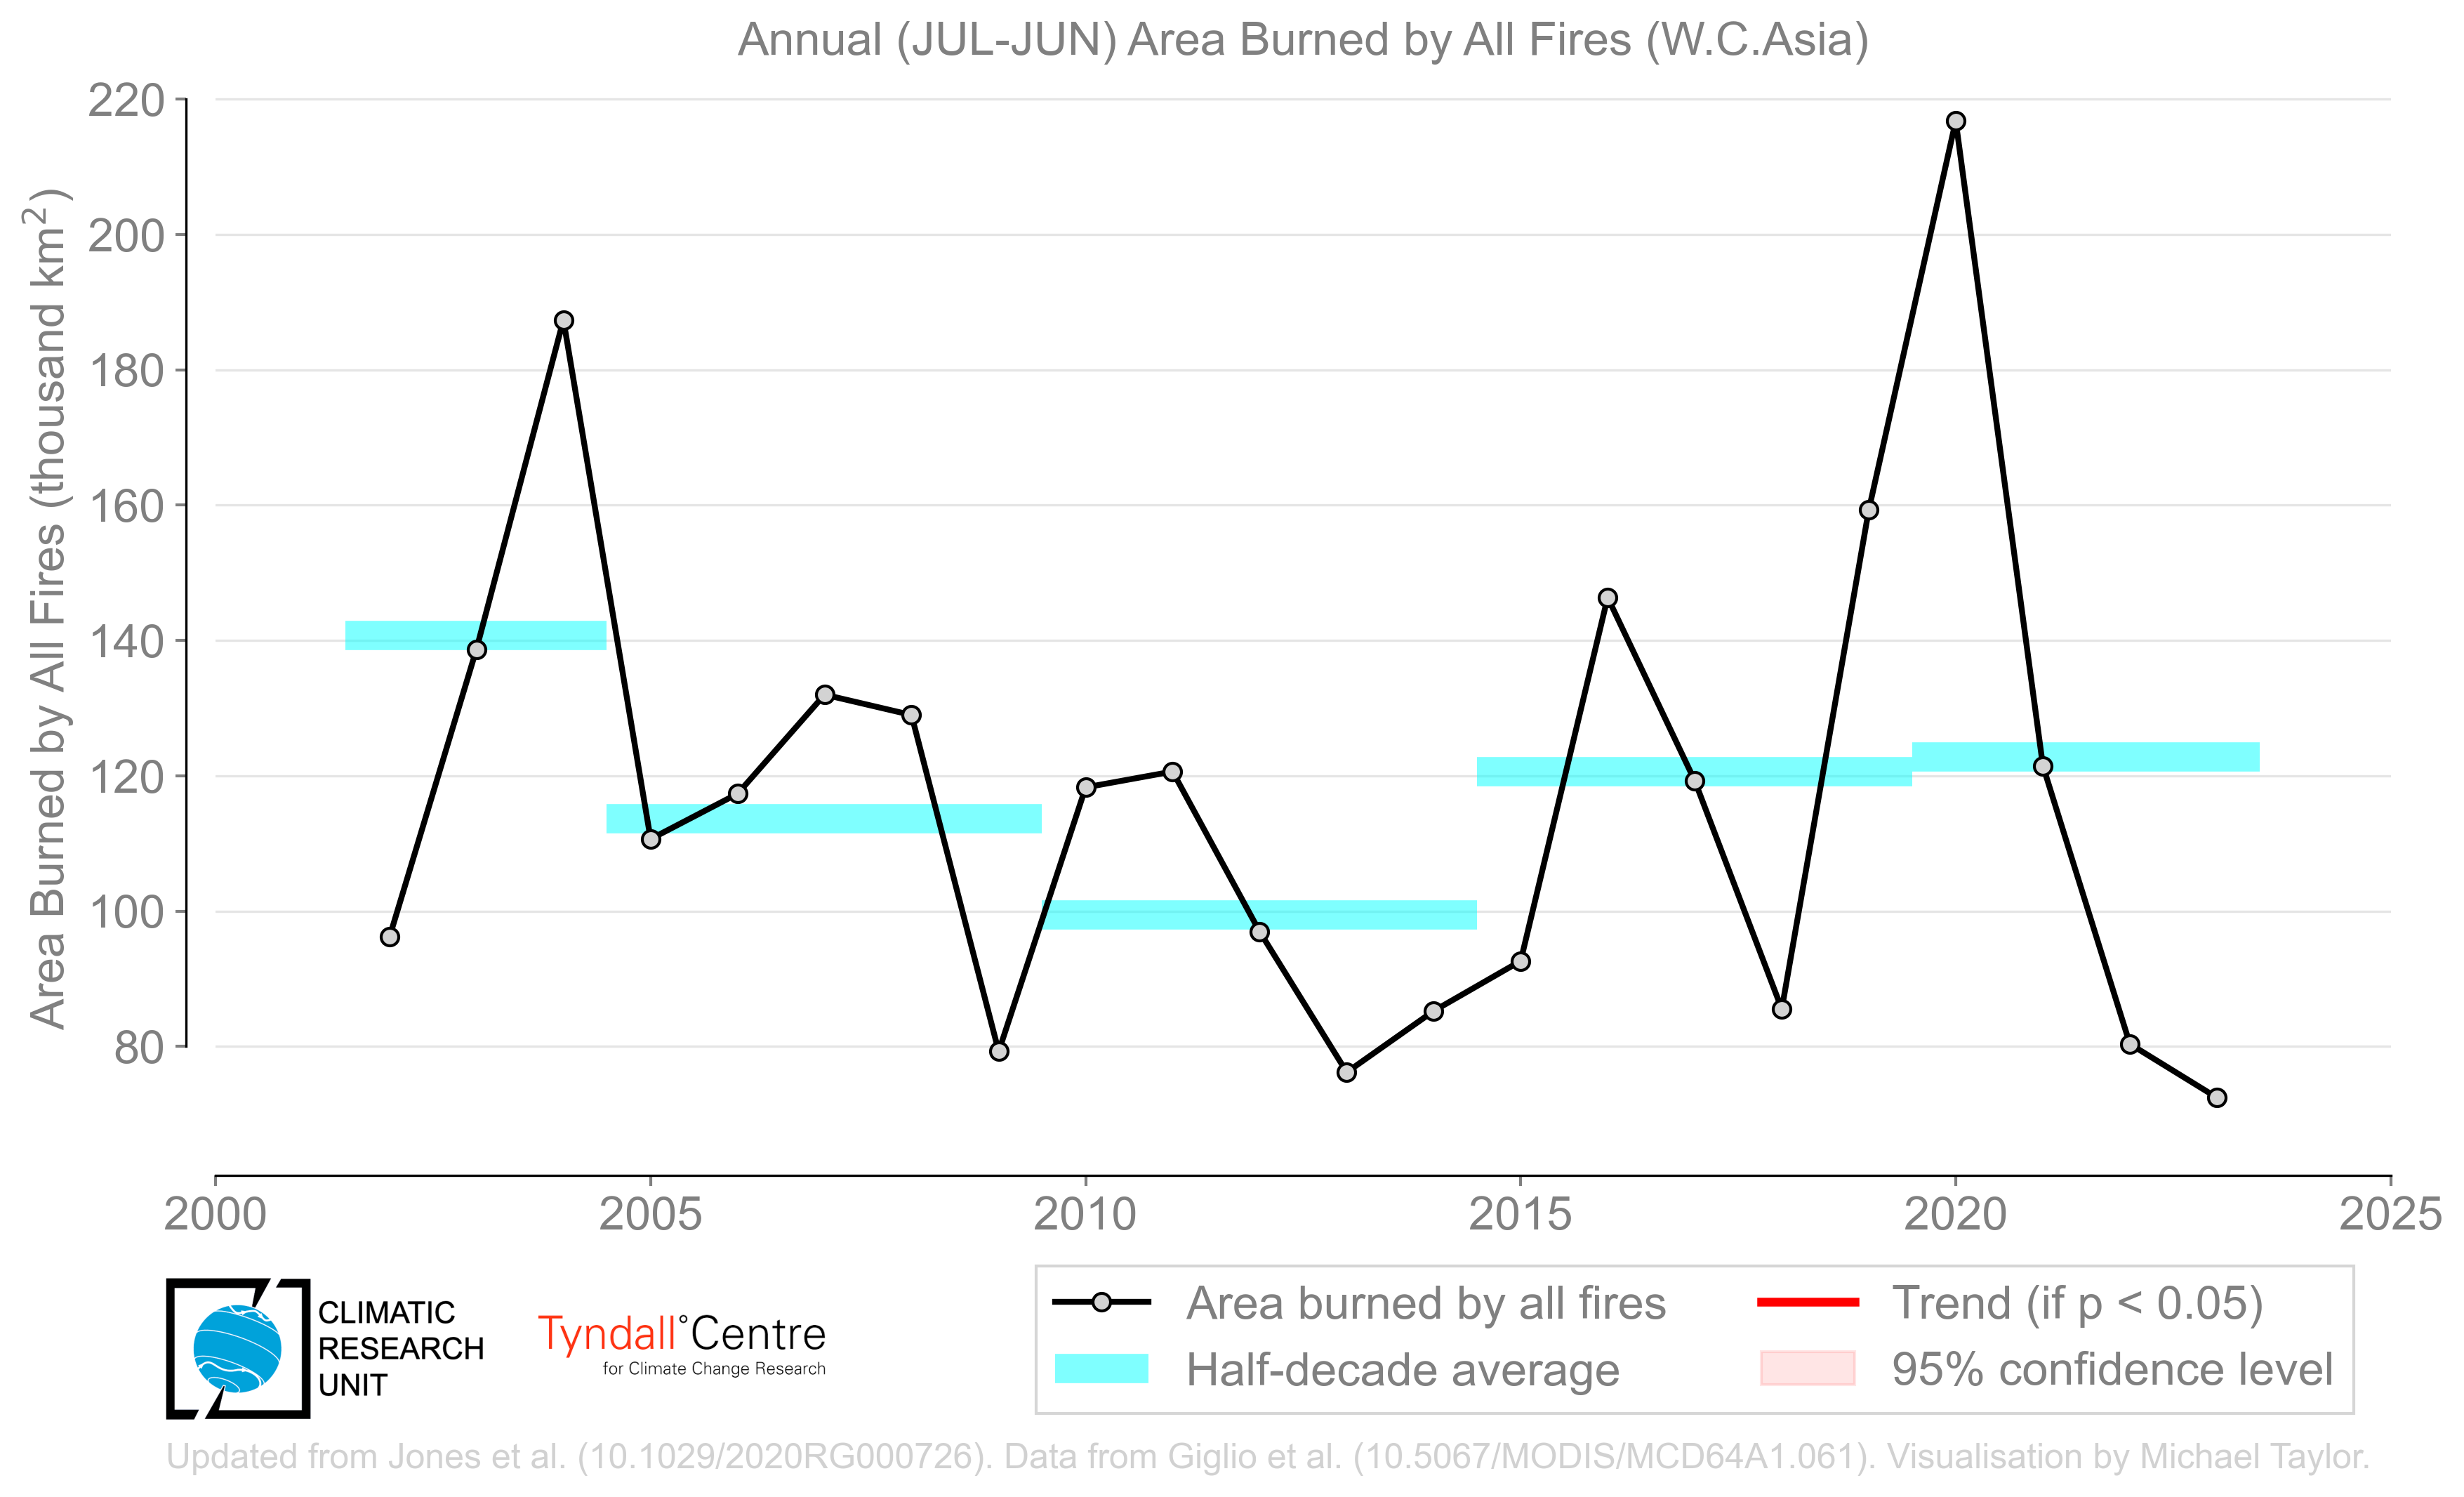 Annual (JUL-JUN) Area Burned by All Fires (W.C.Asia)
Area Burned by All Fires (thousand km²)
220
200
180
160
140
120
100
80
2000 2005 2010 2015 2020 2025
CLIMATIC
RESEARCH
UNIT
Tyndall°Centre
for Climate Change Research
Area burned by all fires
Half-decade average
Trend (if p < 0.05)
95% confidence level
Updated from Jones et al. (10.1029/2020RG000726). Data from Giglio et al. (10.5067/MODIS/MCD64A1.061). Visualisation by Michael Taylor.